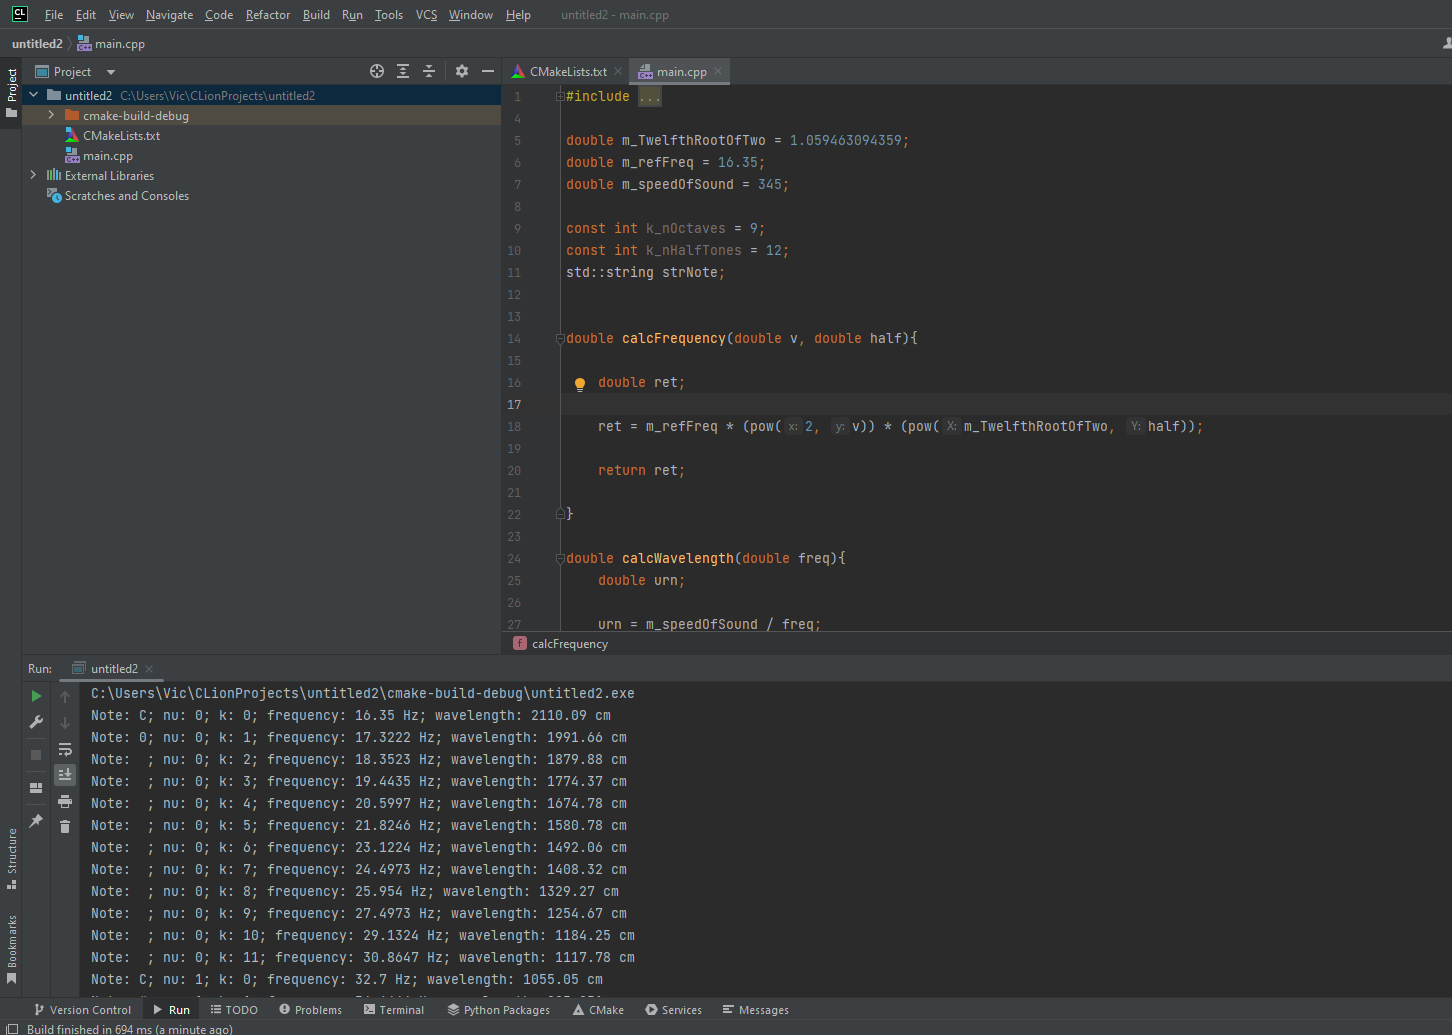 CL File Edit View Navigate Code Refactor Build Run Tools VCS Window Help untitled2 - main.cpp
untitled2 main.cpp
Project
Project
CMakeLists.txt
main.cpp
untitled2 C:\Users\Vic\CLionProjects\untitled2
cmake-build-debug
CMakeLists.txt
main.cpp
External Libraries
Scratches and Consoles
1 #include ...
4
5 double m_TwelfthRootOfTwo = 1.059463094359;
6 double m_refFreq = 16.35;
7 double m_speedOfSound = 345;
8
9 const int k_nOctaves = 9;
10 const int k_nHalfTones = 12;
11 std::string strNote;
12
13
14 double calcFrequency(double v, double half){
15
16 double ret;
17
18 ret = m_refFreq * (pow( x: 2, y: v)) * (pow( X: m_TwelfthRootOfTwo, Y: half));
19
20 return ret;
21
22 }
23
24 double calcWavelength(double freq){
25 double urn;
26
27 urn = m_speedOfSound / freq;
f calcFrequency
Run: untitled2
C:\Users\Vic\CLionProjects\untitled2\cmake-build-debug\untitled2.exe
Note: C; nu: 0; k: 0; frequency: 16.35 Hz; wavelength: 2110.09 cm
Note: 0; nu: 0; k: 1; frequency: 17.3222 Hz; wavelength: 1991.66 cm
Note:  ; nu: 0; k: 2; frequency: 18.3523 Hz; wavelength: 1879.88 cm
Note:  ; nu: 0; k: 3; frequency: 19.4435 Hz; wavelength: 1774.37 cm
Note:  ; nu: 0; k: 4; frequency: 20.5997 Hz; wavelength: 1674.78 cm
Note:  ; nu: 0; k: 5; frequency: 21.8246 Hz; wavelength: 1580.78 cm
Note:  ; nu: 0; k: 6; frequency: 23.1224 Hz; wavelength: 1492.06 cm
Note:  ; nu: 0; k: 7; frequency: 24.4973 Hz; wavelength: 1408.32 cm
Note:  ; nu: 0; k: 8; frequency: 25.954 Hz; wavelength: 1329.27 cm
Note:  ; nu: 0; k: 9; frequency: 27.4973 Hz; wavelength: 1254.67 cm
Note:  ; nu: 0; k: 10; frequency: 29.1324 Hz; wavelength: 1184.25 cm
Note:  ; nu: 0; k: 11; frequency: 30.8647 Hz; wavelength: 1117.78 cm
Note: C; nu: 1; k: 0; frequency: 32.7 Hz; wavelength: 1055.05 cm
Structure
Bookmarks
Version Control Run TODO Problems Terminal Python Packages CMake Services Messages
Build finished in 694 ms (a minute ago)